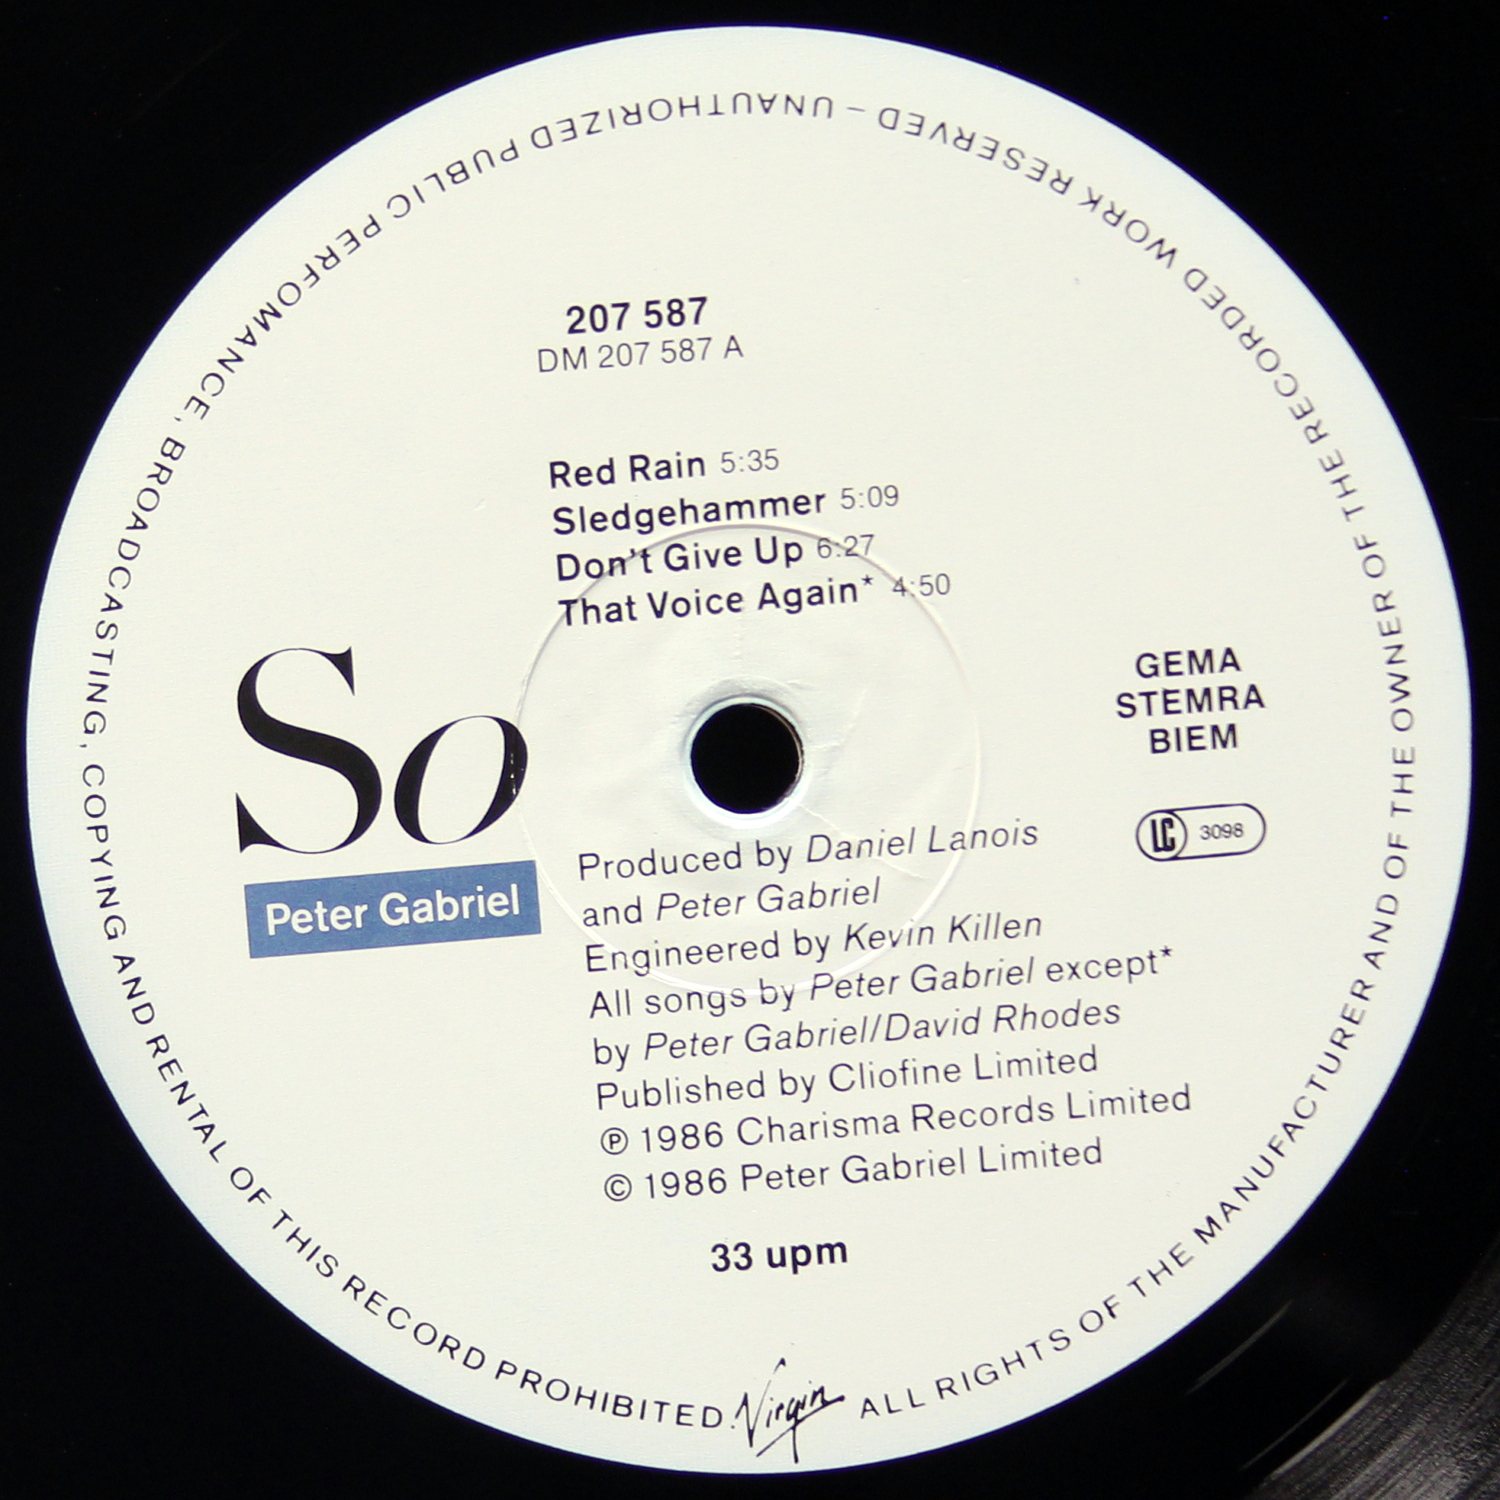 207 587
DM 207 587 A
Red Rain 5:35
Sledgehammer 5:09
Don't Give Up 6:27
That Voice Again* 4:50
So
Peter Gabriel
GEMA
STEMRA
BIEM
LC 3098
Produced by Daniel Lanois
and Peter Gabriel
Engineered by Kevin Killen
All songs by Peter Gabriel except*
by Peter Gabriel/David Rhodes
Published by Cliofine Limited
℗ 1986 Charisma Records Limited
© 1986 Peter Gabriel Limited
33 upm
Virgin
ALL RIGHTS OF THE MANUFACTURER AND OF THE OWNER OF THE RECORDED WORK RESERVED – UNAUTHORIZED PUBLIC PERFOMANCE, BROADCASTING, COPYING AND RENTAL OF THIS RECORD PROHIBITED.